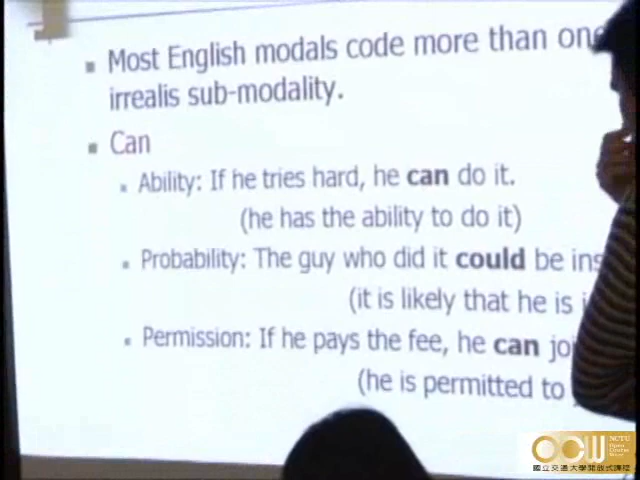 Most English modals code more than one
irrealis sub-modality.
Can
Ability: If he tries hard, he can do it.
(he has the ability to do it)
Probability: The guy who did it could be
(it is likely that he is
Permission: If he pays the fee, he can
(he is permitted to
OCW
NCTU
Open
Course
Ware
國立交通大學開放式課程